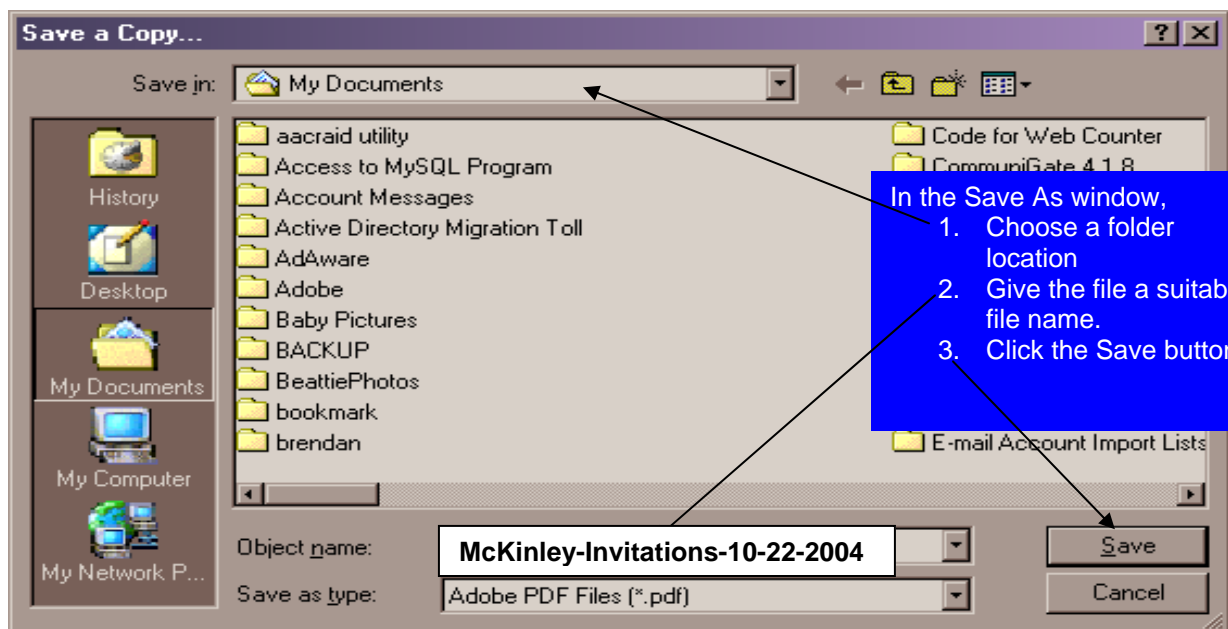 Save a Copy...
Save in:
My Documents
History
Desktop
My Documents
My Computer
My Network P...
aacraid utility
Access to MySQL Program
Account Messages
Active Directory Migration Toll
AdAware
Adobe
Baby Pictures
BACKUP
BeattiePhotos
bookmark
brendan
Code for Web Counter
CommuniGate 4.1.8
E-mail Account Import Lists
In the Save As window,
1. Choose a folder
location
2. Give the file a suitab
file name.
3. Click the Save button
Object name:
McKinley-Invitations-10-22-2004
Save
Save as type:
Adobe PDF Files (*.pdf)
Cancel